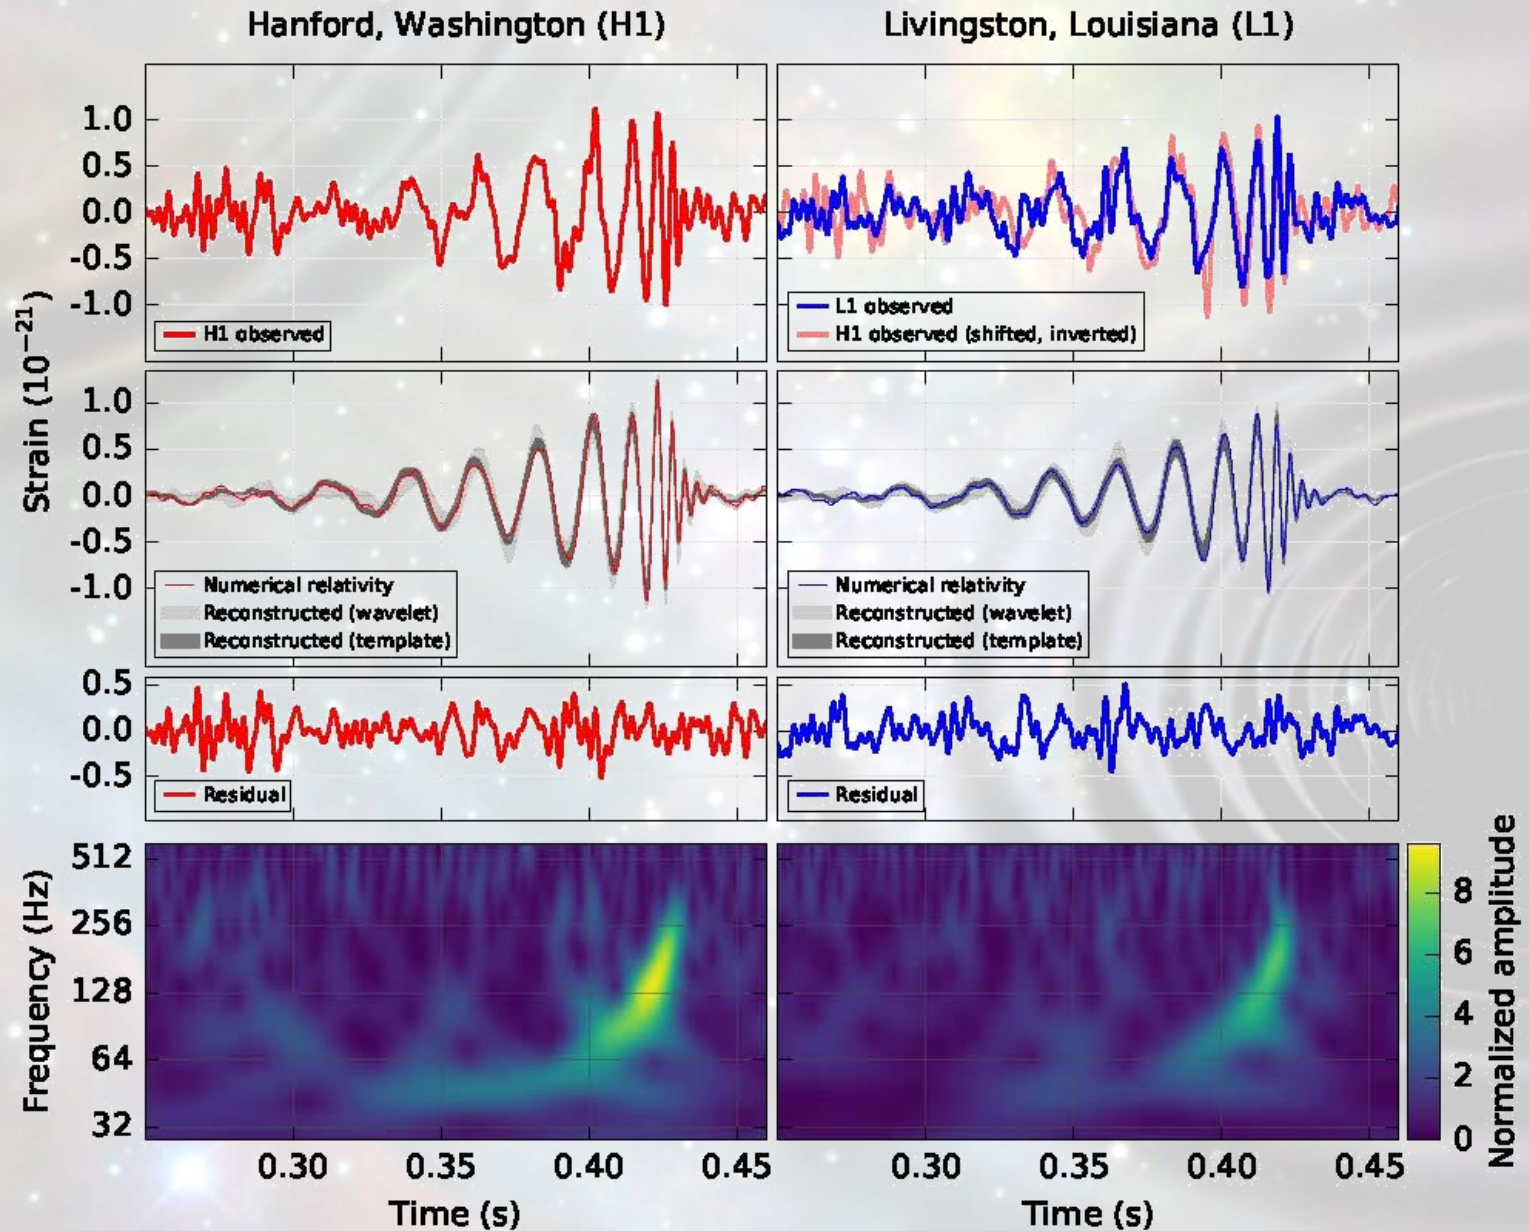 Hanford, Washington (H1)
Livingston, Louisiana (L1)
Strain (10⁻²¹)
1.0
0.5
0.0
-0.5
-1.0
H1 observed
L1 observed
H1 observed (shifted, inverted)
1.0
0.5
0.0
-0.5
-1.0
Numerical relativity
Reconstructed (wavelet)
Reconstructed (template)
Numerical relativity
Reconstructed (wavelet)
Reconstructed (template)
0.5
0.0
-0.5
Residual
Residual
Frequency (Hz)
512
256
128
64
32
Normalized amplitude
8
6
4
2
0
0.30 0.35 0.40 0.45
0.30 0.35 0.40 0.45
Time (s)
Time (s)